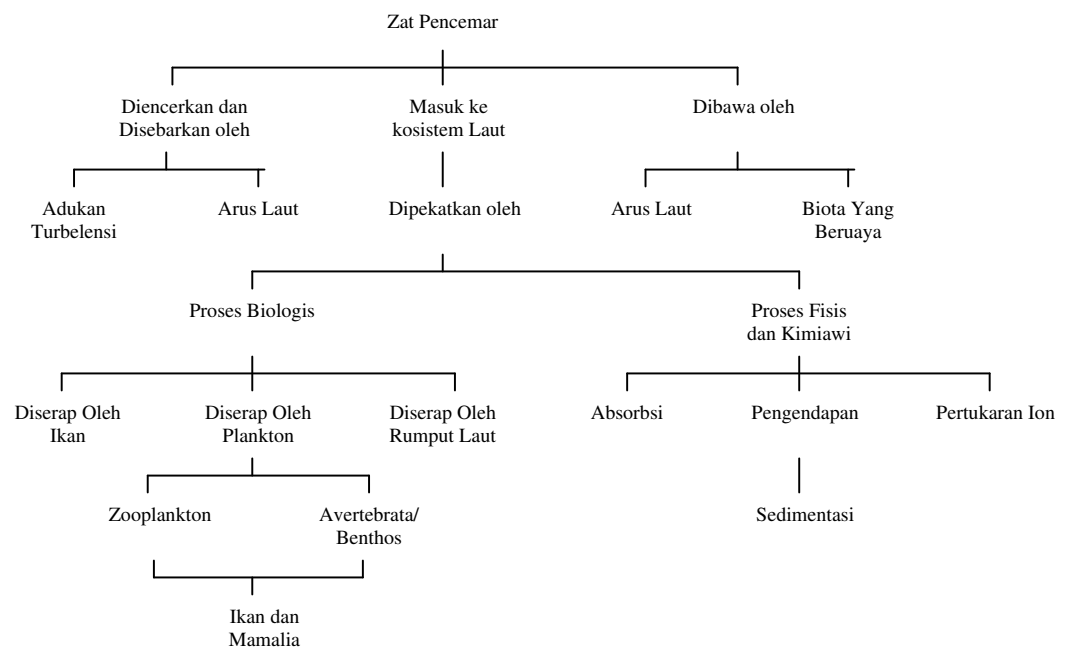 Zat Pencemar
Diencerkan dan
Disebarkan oleh
Masuk ke
kosistem Laut
Dibawa oleh
Adukan
Turbelensi
Arus Laut
Dipekatkan oleh
Arus Laut
Biota Yang
Beruaya
Proses Biologis
Proses Fisis
dan Kimiawi
Diserap Oleh
Ikan
Diserap Oleh
Plankton
Diserap Oleh
Rumput Laut
Absorbsi
Pengendapan
Pertukaran Ion
Zooplankton
Avertebrata/
Benthos
Sedimentasi
Ikan dan
Mamalia